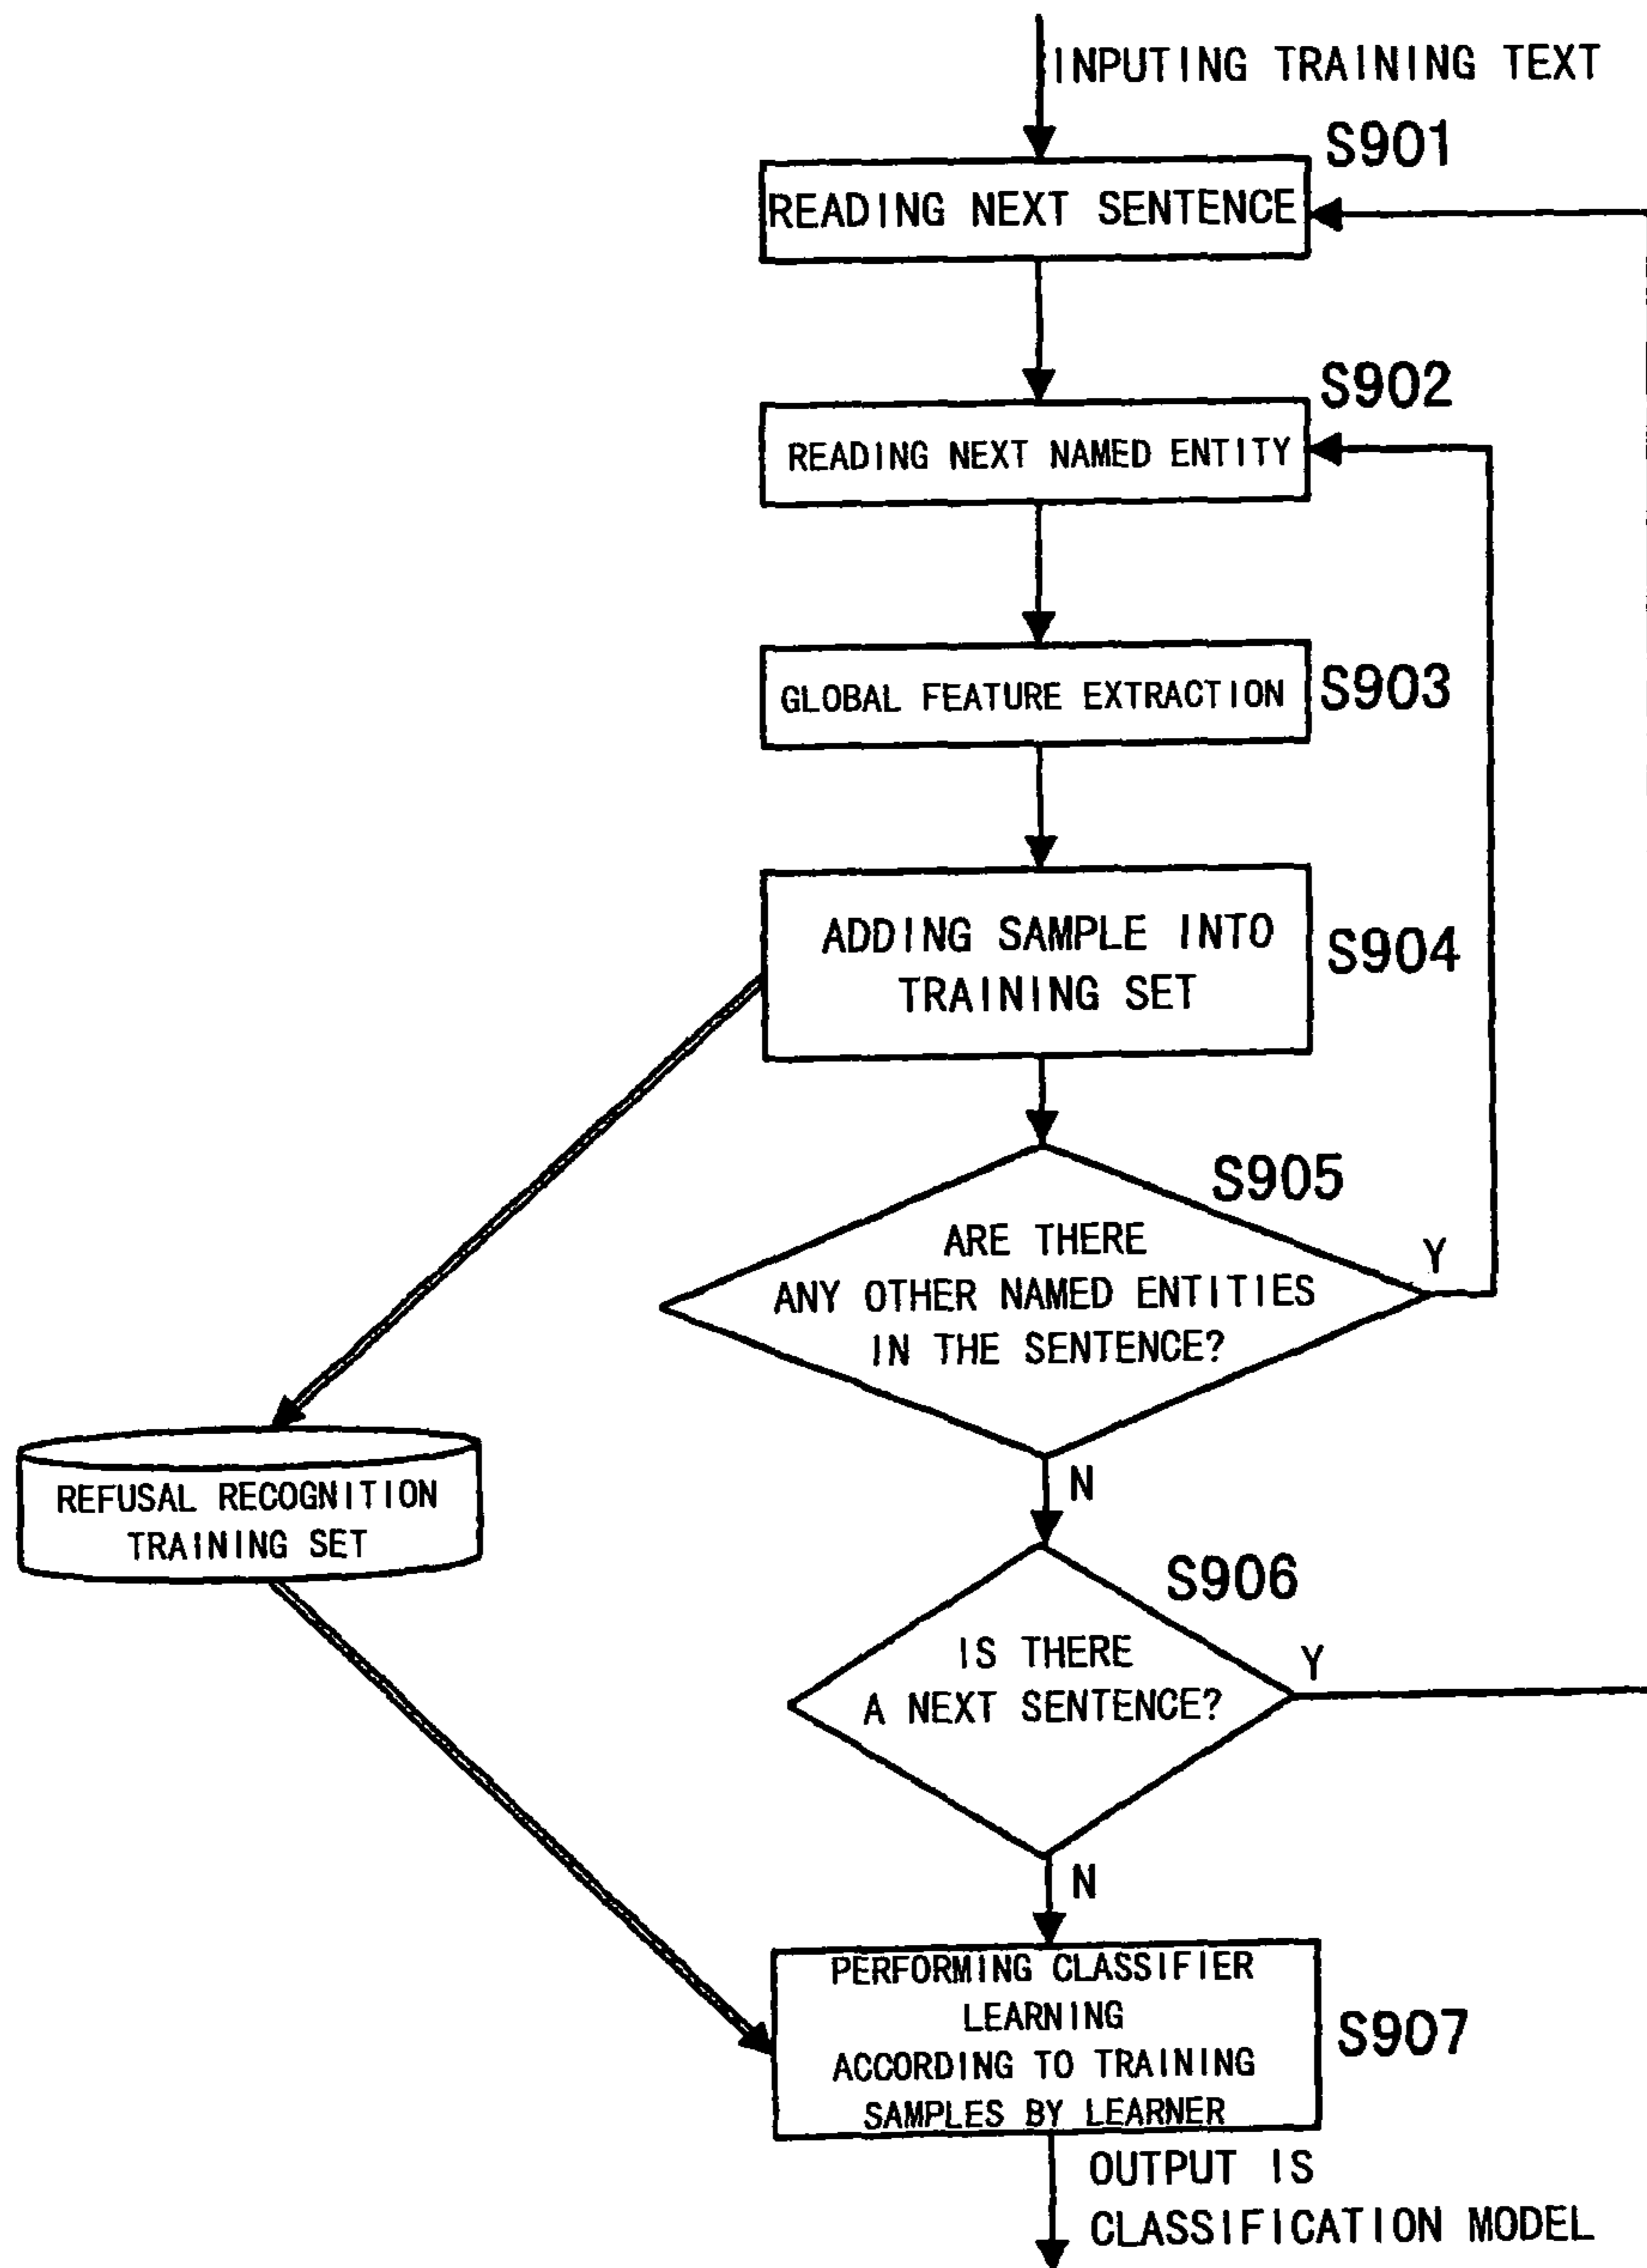 INPUTING TRAINING TEXT
S901
READING NEXT SENTENCE
S902
READING NEXT NAMED ENTITY
GLOBAL FEATURE EXTRACTION
S903
ADDING SAMPLE INTO
TRAINING SET
S904
S905
ARE THERE
ANY OTHER NAMED ENTITIES
IN THE SENTENCE?
Y
N
REFUSAL RECOGNITION
TRAINING SET
S906
IS THERE
A NEXT SENTENCE?
Y
N
PERFORMING CLASSIFIER
LEARNING
ACCORDING TO TRAINING
SAMPLES BY LEARNER
S907
OUTPUT IS
CLASSIFICATION MODEL